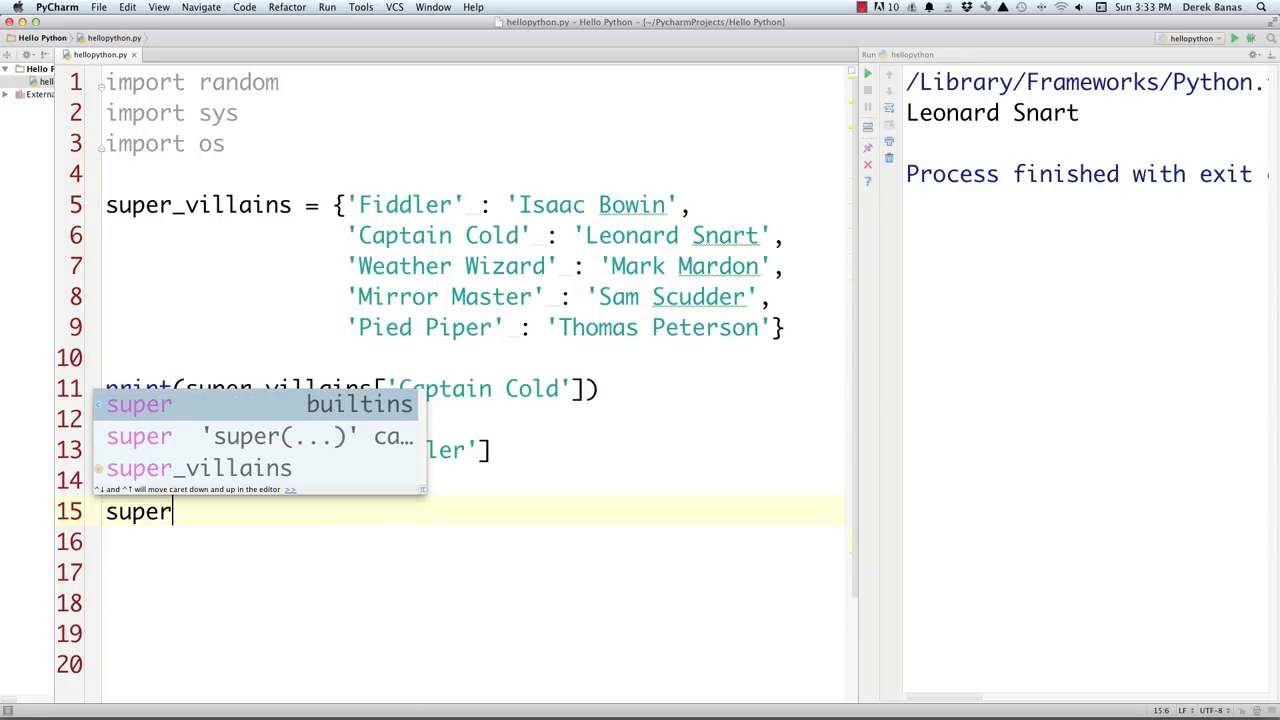 PyCharm File Edit View Navigate Code Refactor Run Tools VCS Window Help 10 Sun 3:33 PM Derek Banas
hellopython.py – Hello Python – [~/PycharmProjects/Hello Python]
Hello Python hellopython.py hellopython
hellopython.py × Run hellopython
Hello P
hell
Externa
1 import random
2 import sys
3 import os
4
5 super_villains = {'Fiddler' : 'Isaac Bowin',
6 'Captain Cold' : 'Leonard Snart',
7 'Weather Wizard' : 'Mark Mardon',
8 'Mirror Master' : 'Sam Scudder',
9 'Pied Piper' : 'Thomas Peterson'}
10
11 print(super_villains['Captain Cold'])
12
13 ler']
14
15 super
16
17
18
19
20
super builtins
super 'super(...)' ca...
super_villains
^↓ and ^↑ will move caret down and up in the editor >>
π
/Library/Frameworks/Python.
Leonard Snart
Process finished with exit
15:6 LF UTF-8